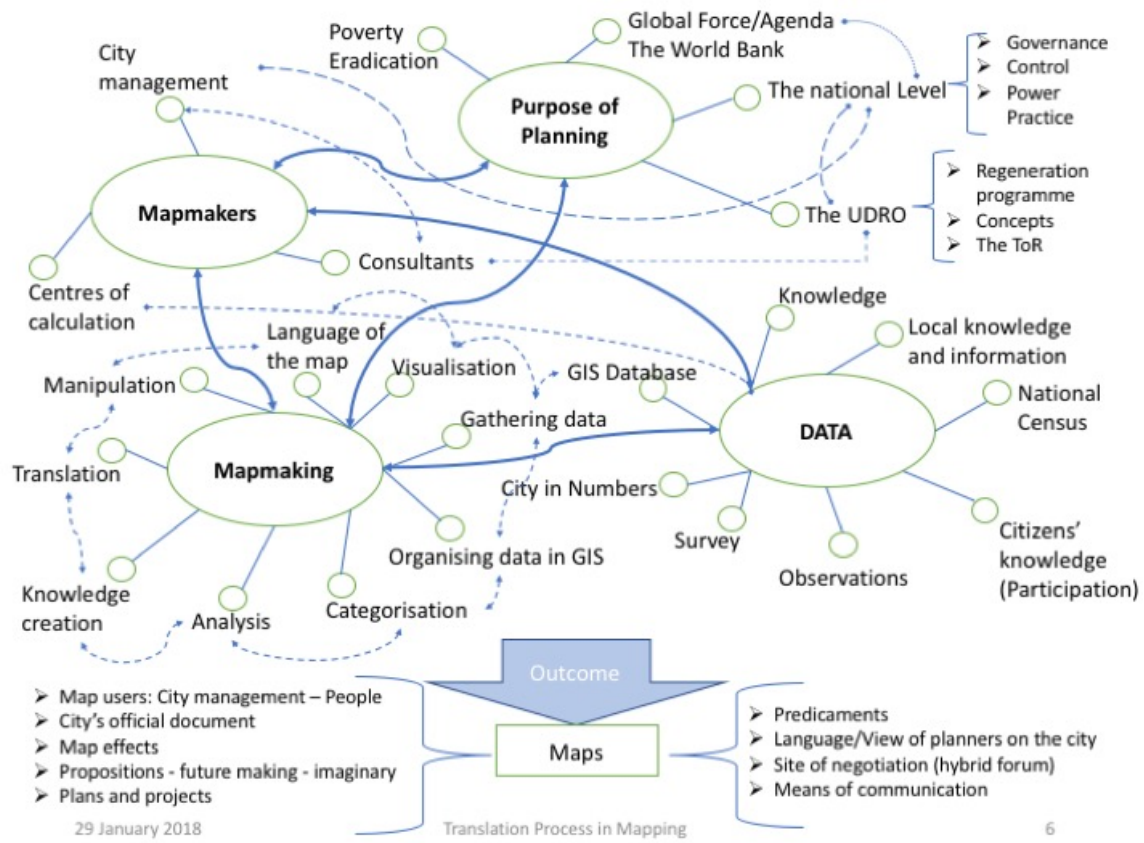 Poverty
Eradication
Global Force/Agenda
The World Bank
City
management
The national Level
➢ Governance
➢ Control
➢ Power
Practice
Purpose of
Planning
Mapmakers
The UDRO
➢ Regeneration
programme
➢ Concepts
➢ The ToR
Consultants
Centres of
calculation
Knowledge
Local knowledge
and information
Language of
the map
Visualisation
Manipulation
GIS Database
National
Census
Gathering data
DATA
Mapmaking
Translation
City in Numbers
Survey
Observations
Citizens’
knowledge
(Participation)
Organising data in GIS
Knowledge
creation
Analysis
Categorisation
Outcome
Maps
➢ Map users: City management – People
➢ City’s official document
➢ Map effects
➢ Propositions - future making - imaginary
➢ Plans and projects
➢ Predicaments
➢ Language/View of planners on the city
➢ Site of negotiation (hybrid forum)
➢ Means of communication
29 January 2018
Translation Process in Mapping
6